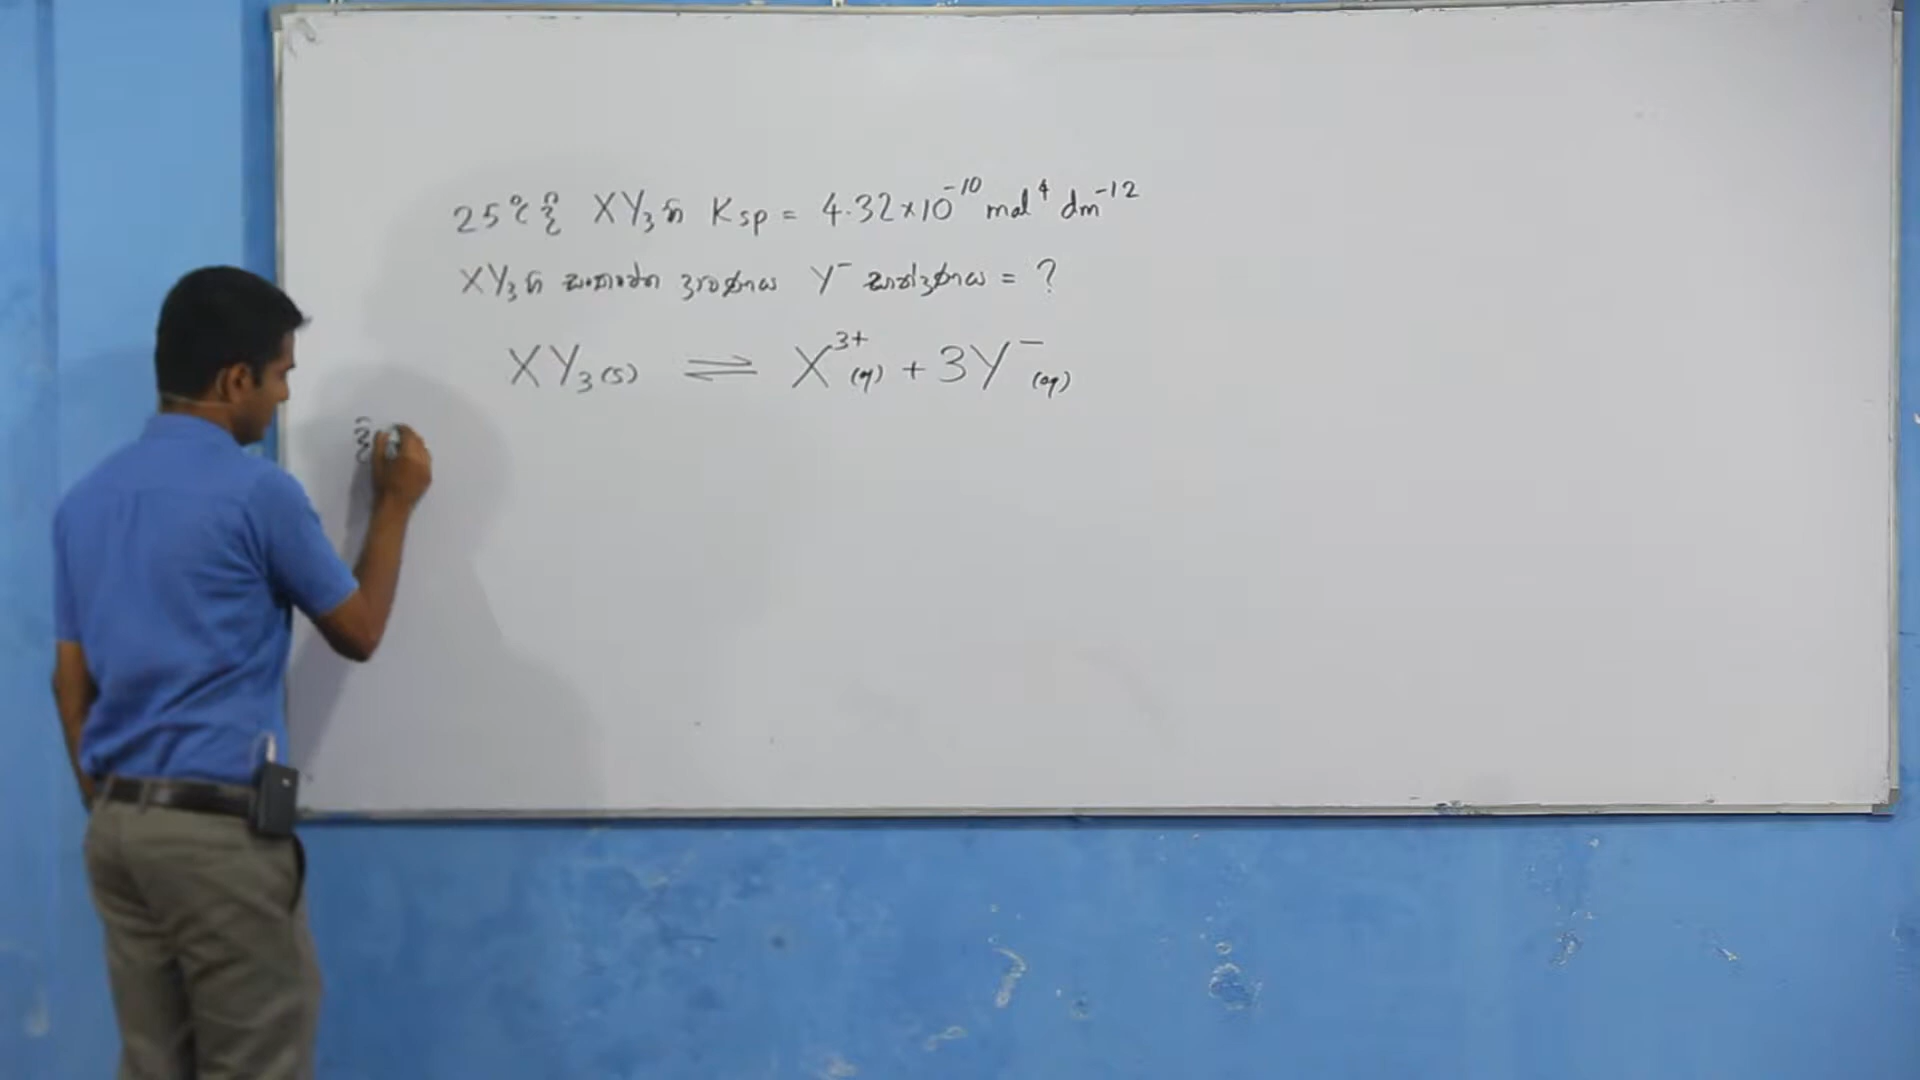 25°C දී XY₃ හි Ksp = 4.32×10⁻¹⁰ mol⁴ dm⁻¹²
XY₃ හි සංතෘප්ත ද්‍රාවණය Y⁻ සාන්ද්‍රණය = ?
XY₃(s) ⇌ X³⁺(aq) + 3Y⁻(aq)